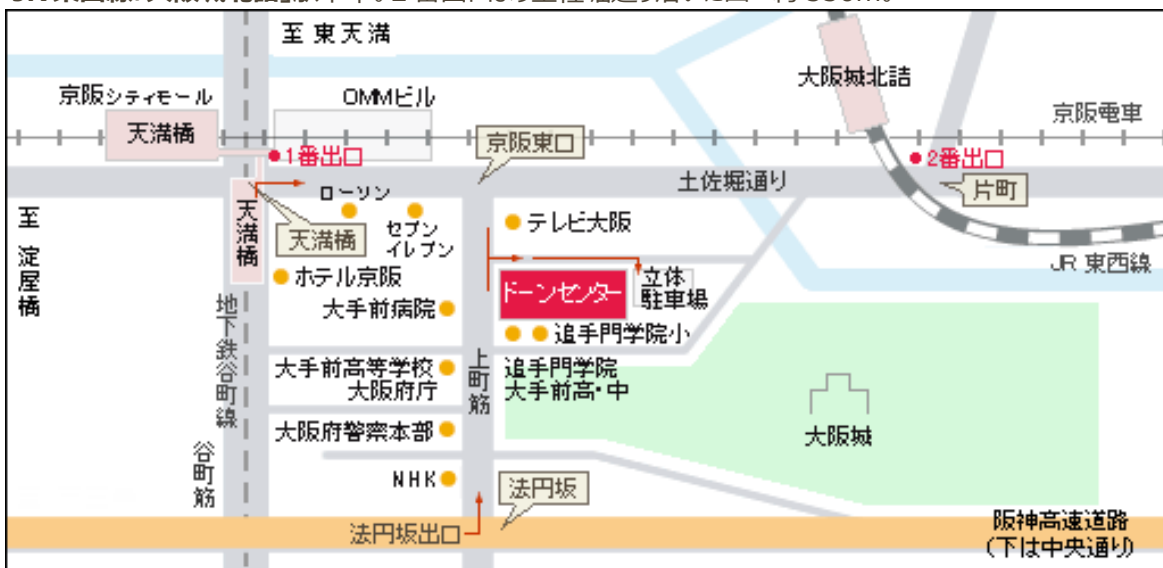 至 東天満
大阪城北詰
京阪シティモール
OMMビル
京阪電車
天満橋
1番出口
京阪東口
2番出口
土佐堀通り
片町
ローソン
天満橋
セブン
イレブン
天満橋
テレビ大阪
至 淀屋橋
ホテル京阪
ドーンセンター
立体
駐車場
JR 東西線
大手前病院
追手門学院小
地下鉄谷町線
大手前高等学校
大阪府庁
上町筋
追手門学院
大手前高・中
大阪城
大阪府警察本部
谷町筋
NHK
法円坂
法円坂出口
阪神高速道路
(下は中央通り)